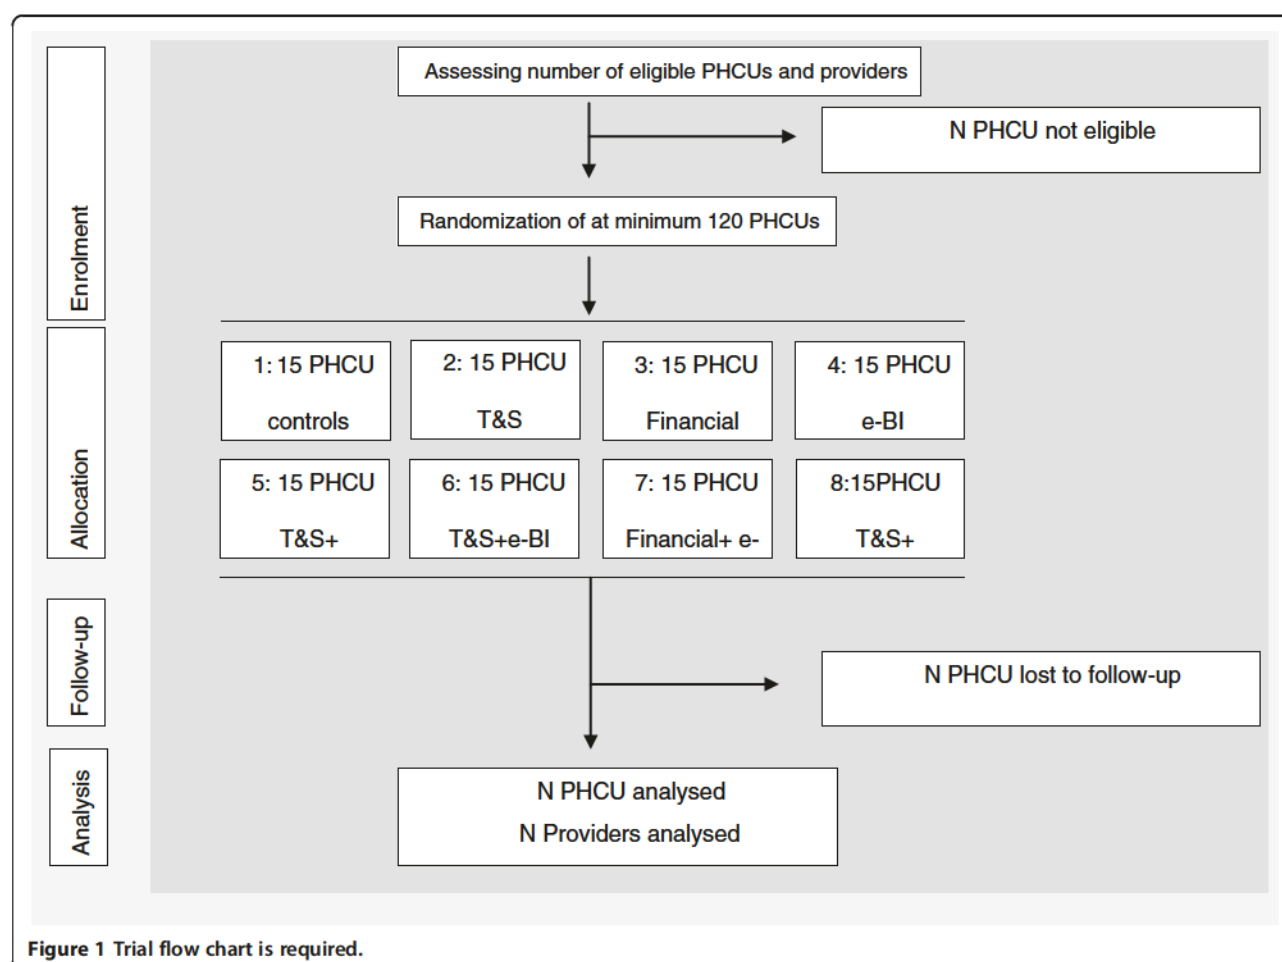 Assessing number of eligible PHCUs and providers
N PHCU not eligible
Randomization of at minimum 120 PHCUs
Enrolment
1: 15 PHCU
controls
2: 15 PHCU
T&S
3: 15 PHCU
Financial
4: 15 PHCU
e-BI
5: 15 PHCU
T&S+
6: 15 PHCU
T&S+e-BI
7: 15 PHCU
Financial+ e-
8:15PHCU
T&S+
Allocation
Follow-up
N PHCU lost to follow-up
Analysis
N PHCU analysed
N Providers analysed
Figure 1 Trial flow chart is required.